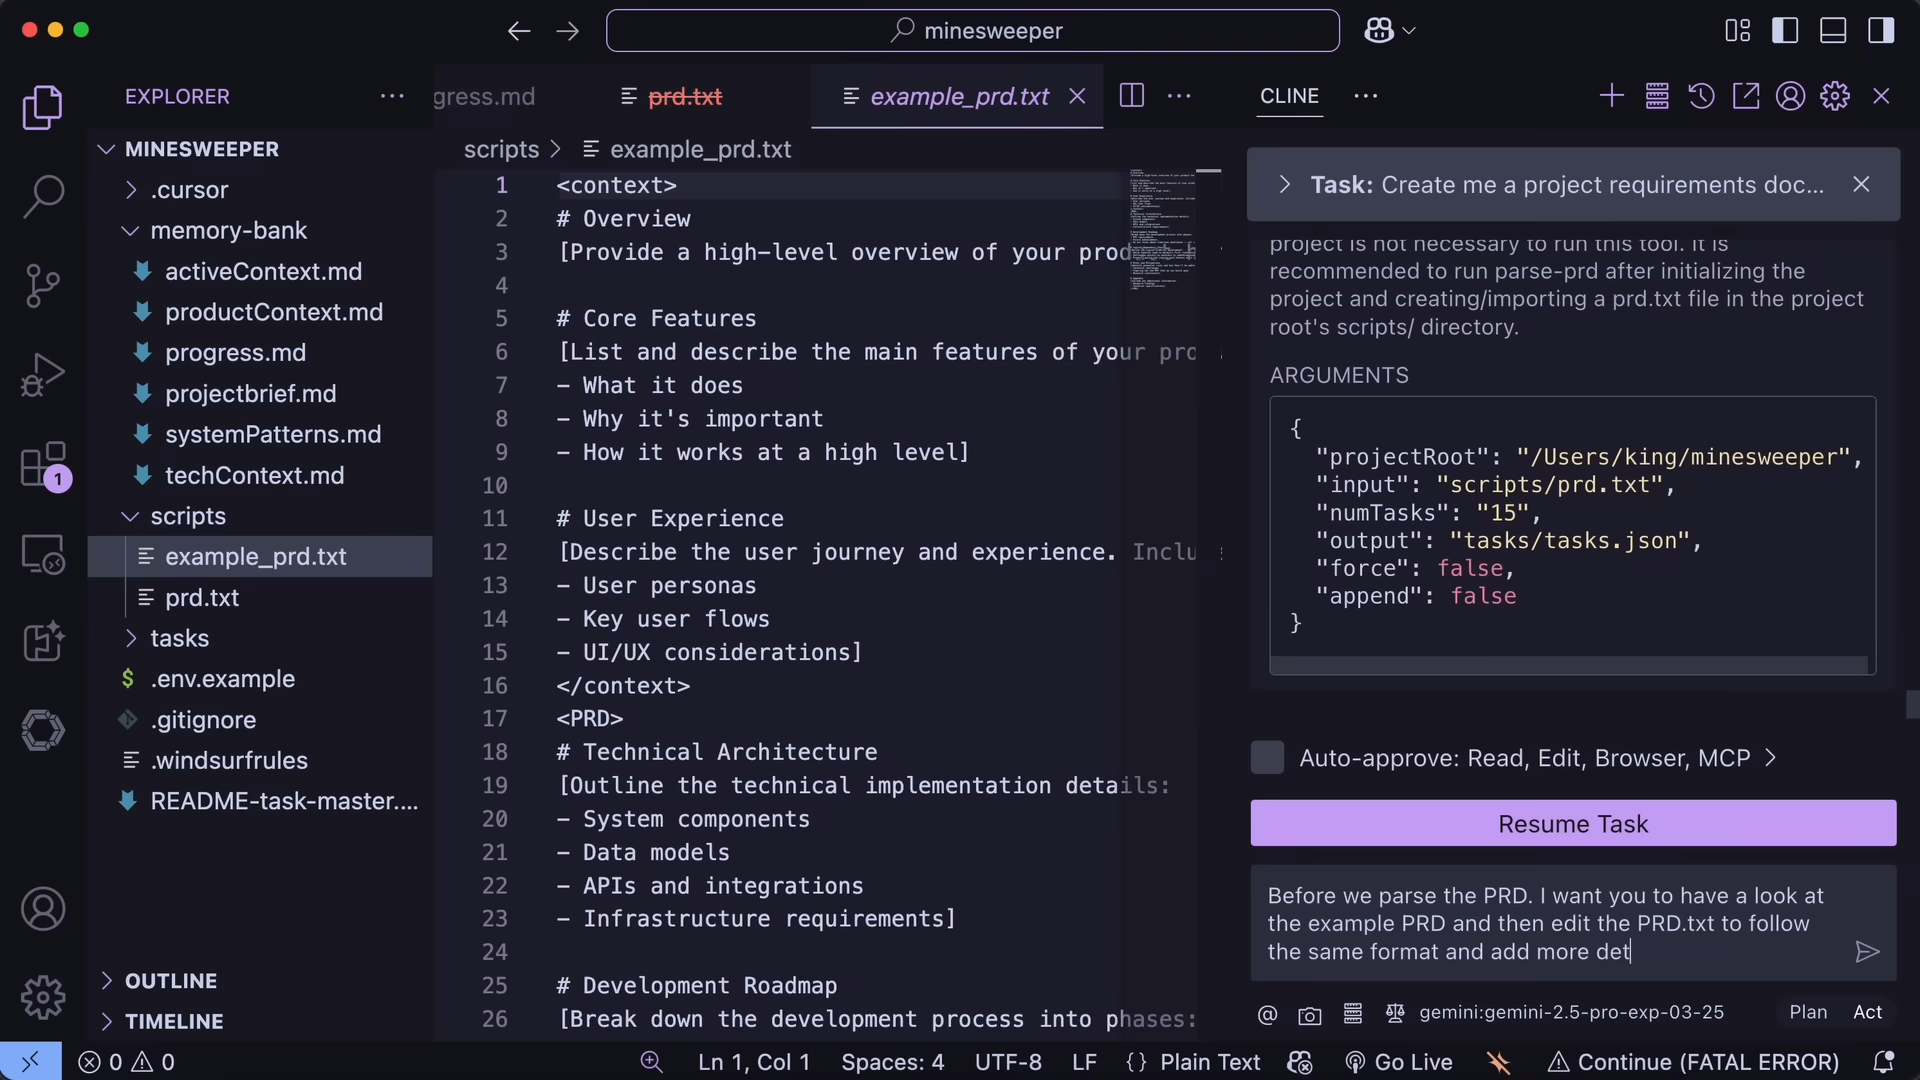 minesweeper
EXPLORER
MINESWEEPER
.cursor
memory-bank
activeContext.md
productContext.md
progress.md
projectbrief.md
systemPatterns.md
techContext.md
scripts
example_prd.txt
prd.txt
tasks
.env.example
.gitignore
.windsurfrules
README-task-master....
OUTLINE
TIMELINE
1
gress.md
prd.txt
example_prd.txt
scripts > example_prd.txt
1 <context>
2 # Overview
3 [Provide a high-level overview of your prod
4
5 # Core Features
6 [List and describe the main features of your pro
7 - What it does
8 - Why it's important
9 - How it works at a high level]
10
11 # User Experience
12 [Describe the user journey and experience. Inclu
13 - User personas
14 - Key user flows
15 - UI/UX considerations]
16 </context>
17 <PRD>
18 # Technical Architecture
19 [Outline the technical implementation details:
20 - System components
21 - Data models
22 - APIs and integrations
23 - Infrastructure requirements]
24
25 # Development Roadmap
26 [Break down the development process into phases:
CLINE
Task: Create me a project requirements doc...
project is not necessary to run this tool. It is
recommended to run parse-prd after initializing the
project and creating/importing a prd.txt file in the project
root's scripts/ directory.
ARGUMENTS
{
"projectRoot": "/Users/king/minesweeper",
"input": "scripts/prd.txt",
"numTasks": "15",
"output": "tasks/tasks.json",
"force": false,
"append": false
}
Auto-approve: Read, Edit, Browser, MCP >
Resume Task
Before we parse the PRD. I want you to have a look at
the example PRD and then edit the PRD.txt to follow
the same format and add more det
@ gemini:gemini-2.5-pro-exp-03-25 Plan Act
0 0 Ln 1, Col 1 Spaces: 4 UTF-8 LF {} Plain Text Go Live Continue (FATAL ERROR)